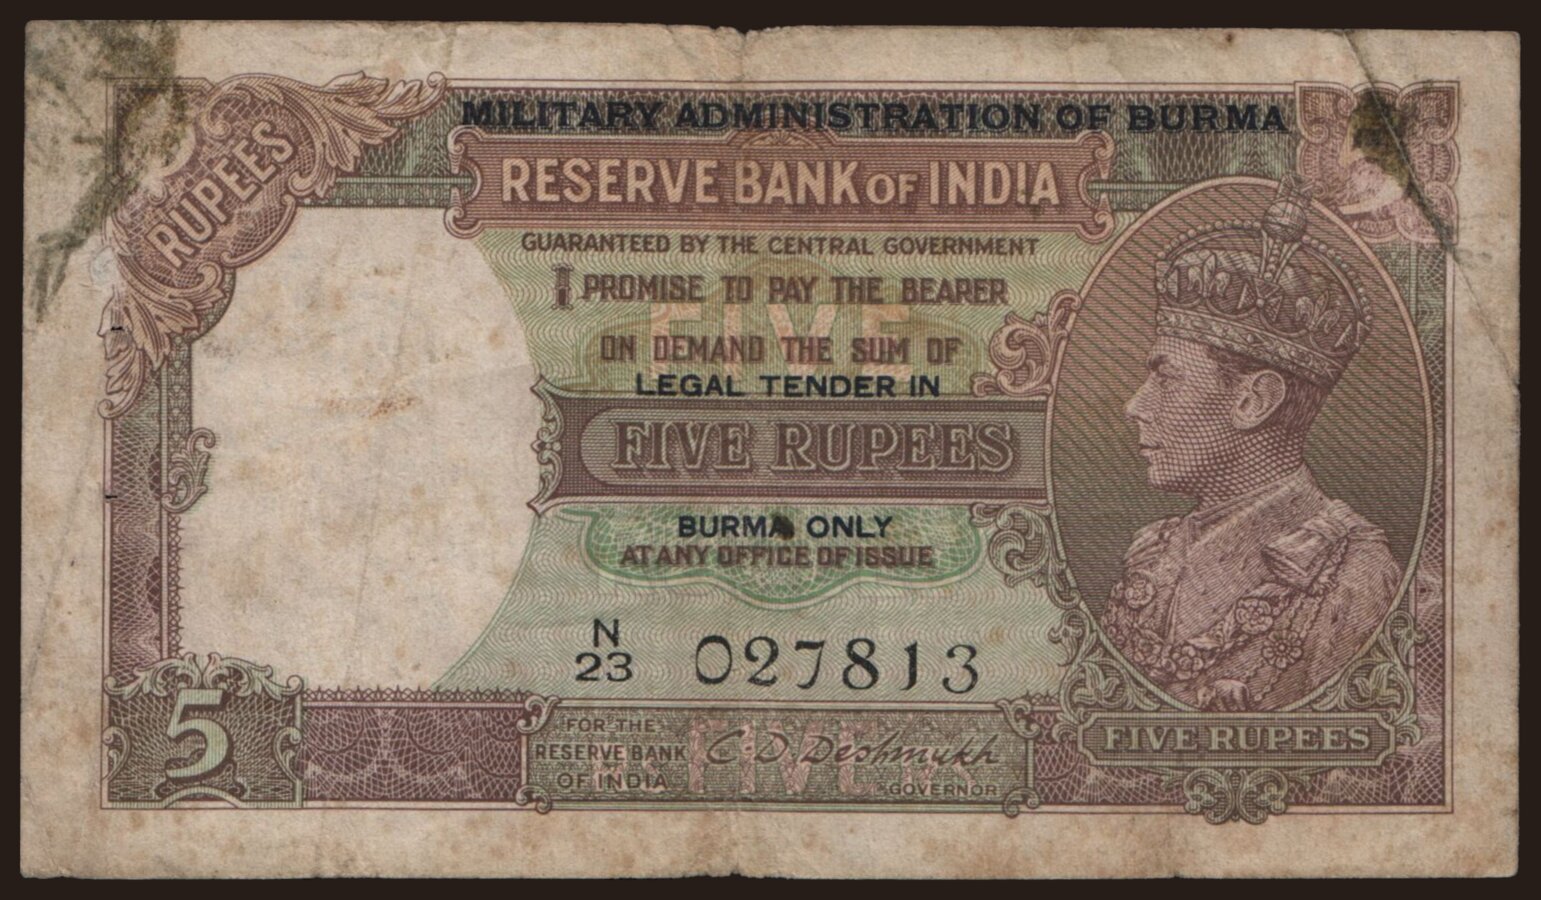 MILITARY ADMINISTRATION OF BURMA
RUPEES
RESERVE BANK OF INDIA
GUARANTEED BY THE CENTRAL GOVERNMENT
I PROMISE TO PAY THE BEARER
FIVE
ON DEMAND THE SUM OF
LEGAL TENDER IN
FIVE RUPEES
BURMA ONLY
AT ANY OFFICE OF ISSUE
N
23 027813
5
FOR THE
RESERVE BANK
OF INDIA
FIVE
C. D. Deshmukh
GOVERNOR
FIVE RUPEES